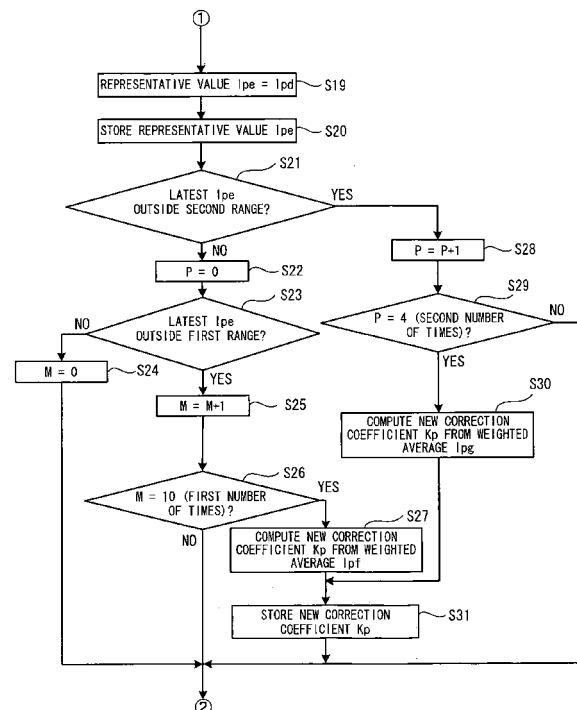 ①
REPRESENTATIVE VALUE Ipe = Ipd
S19
STORE REPRESENTATIVE VALUE Ipe
S20
S21
LATEST Ipe
OUTSIDE SECOND RANGE?
YES
NO
P = 0
S22
P = P+1
S28
S23
LATEST Ipe
OUTSIDE FIRST RANGE?
NO
YES
S29
P = 4 (SECOND NUMBER
OF TIMES)?
NO
YES
M = 0
S24
M = M+1
S25
S30
COMPUTE NEW CORRECTION
COEFFICIENT Kp FROM WEIGHTED
AVERAGE Ipg
S26
M = 10 (FIRST NUMBER
OF TIMES)?
YES
NO
S27
COMPUTE NEW CORRECTION
COEFFICIENT Kp FROM WEIGHTED
AVERAGE Ipf
STORE NEW CORRECTION
COEFFICIENT Kp
S31
②